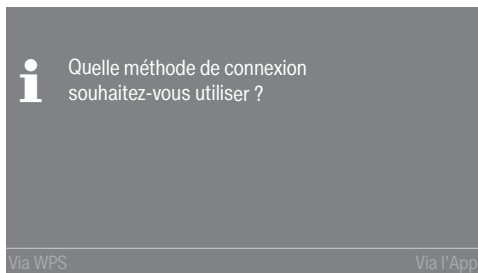 Quelle méthode de connexion
souhaitez-vous utiliser ?
Via WPS
Via l'App